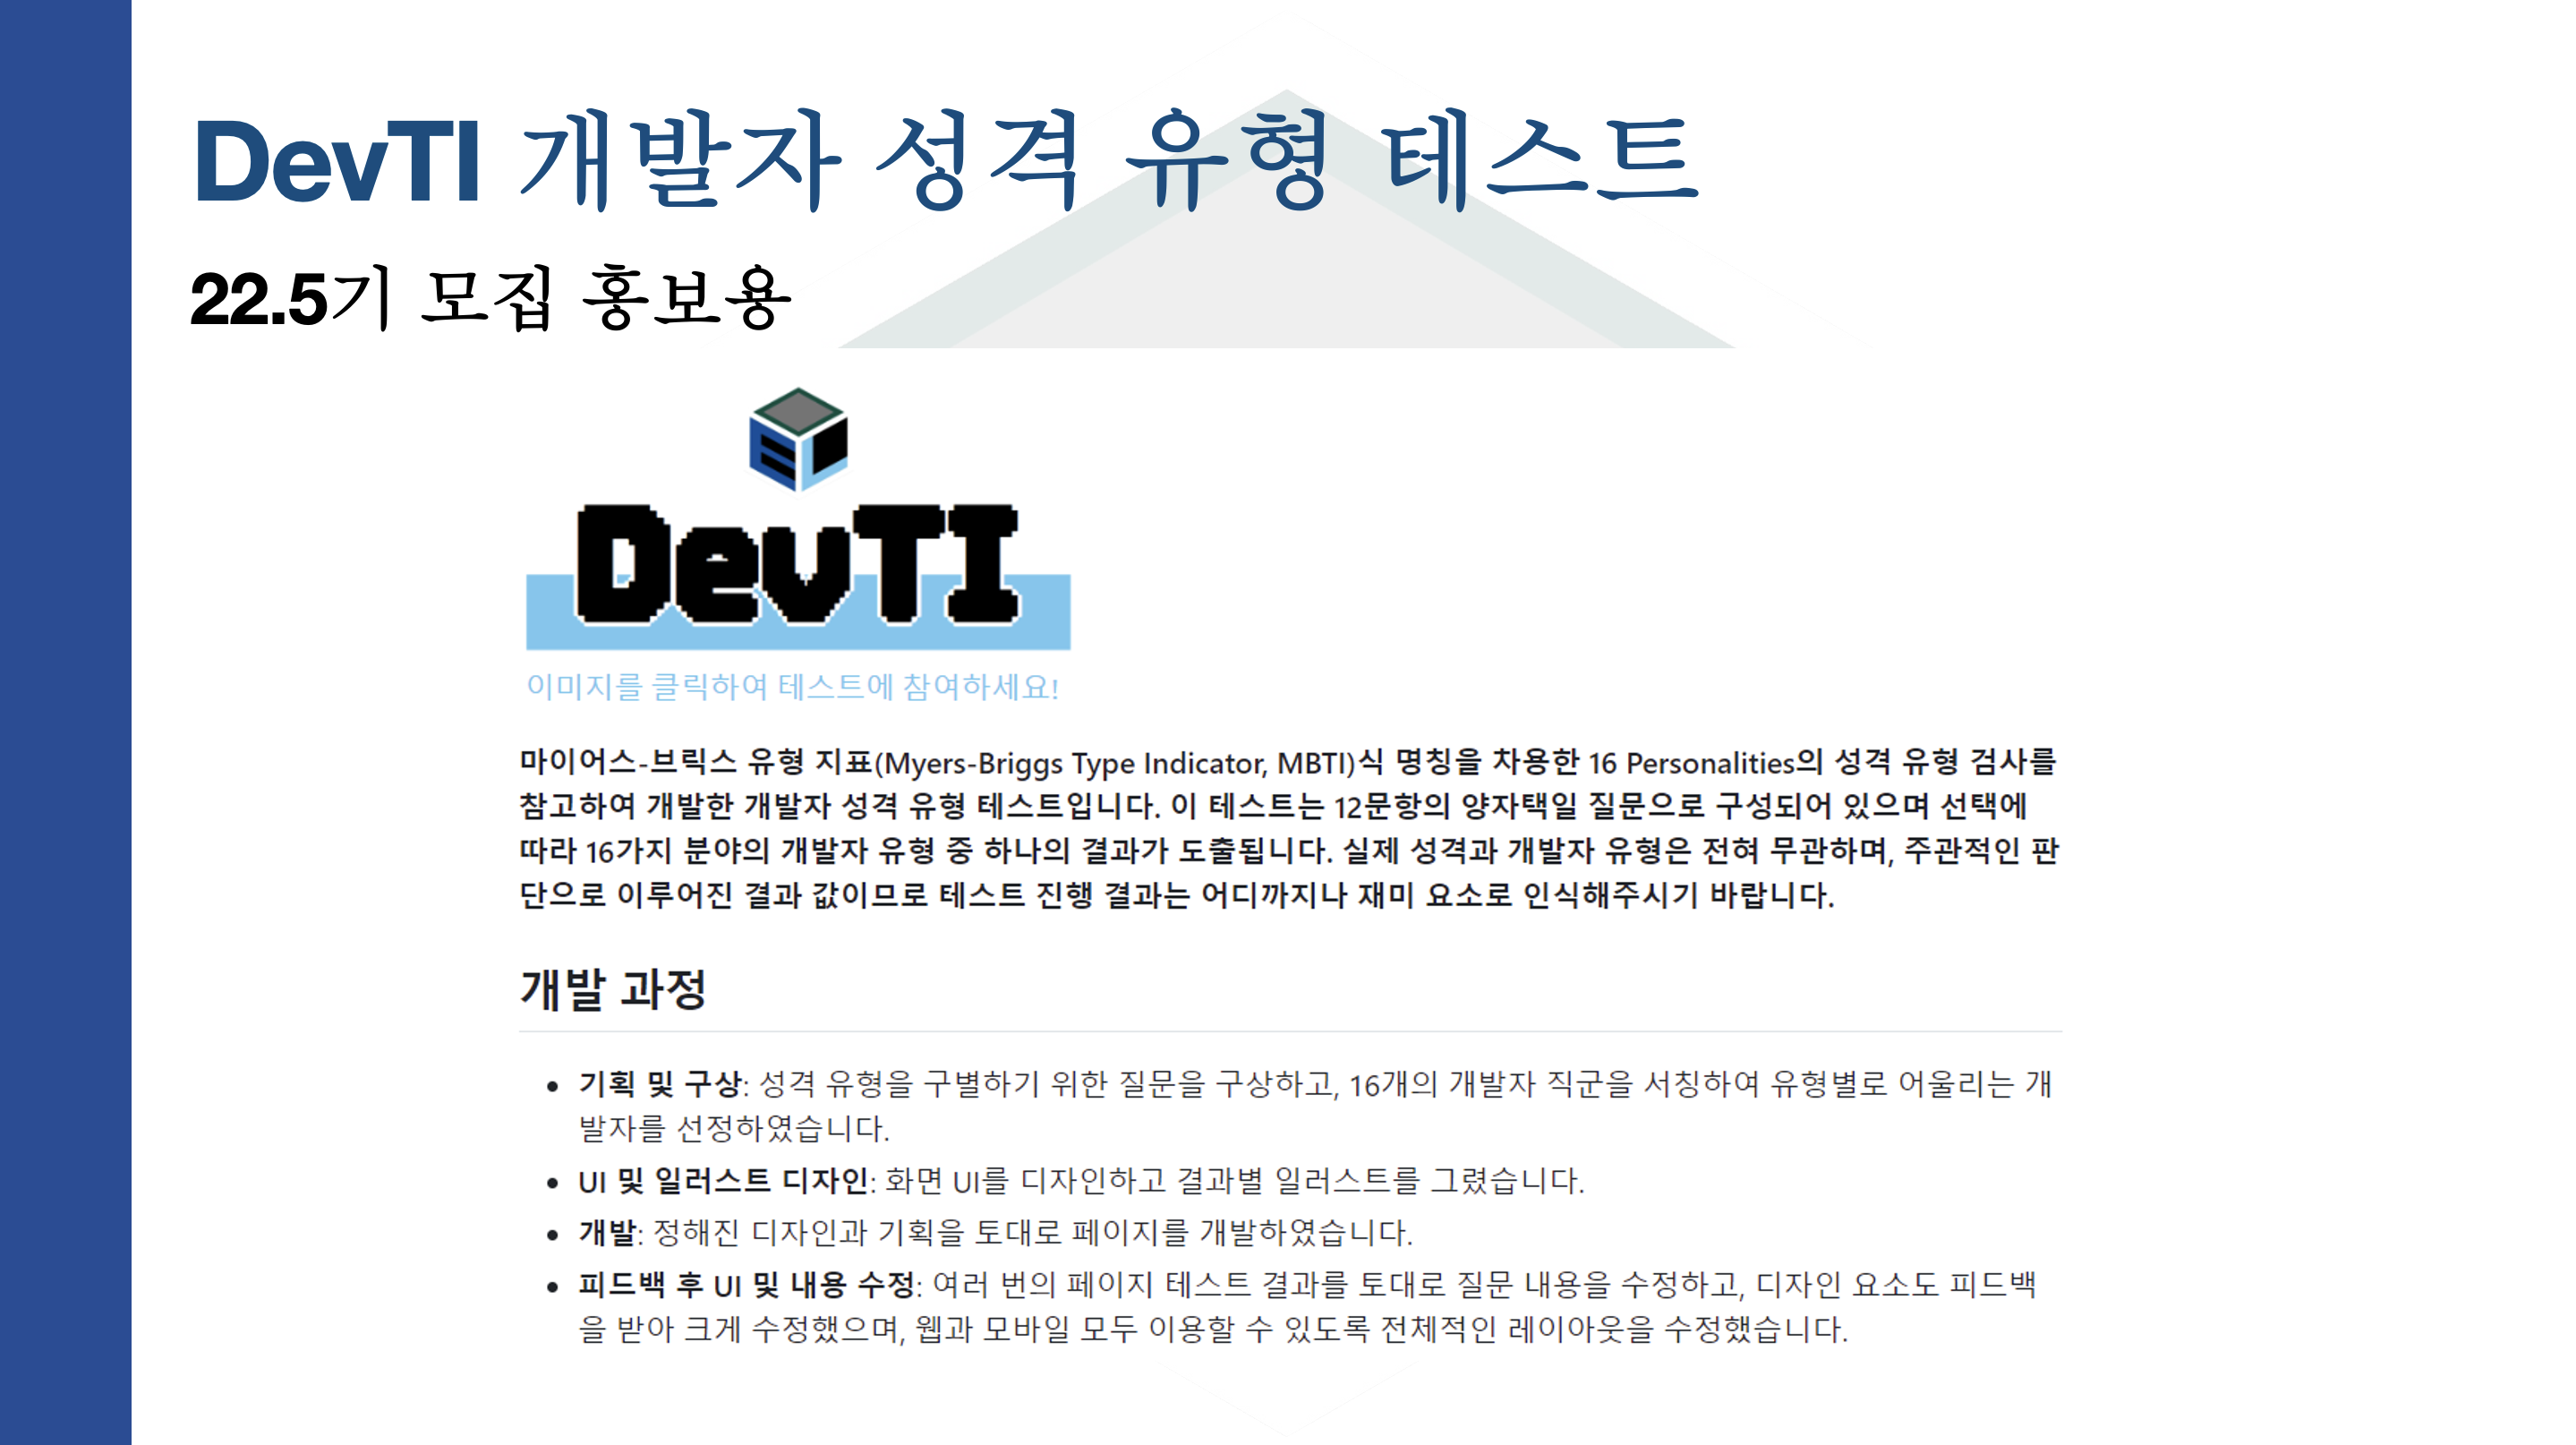 DevTI 개발자 성격 유형 테스트
22.5기 모집 홍보용
EL
DevTI
이미지를 클릭하여 테스트에 참여하세요!
마이어스-브릭스 유형 지표(Myers-Briggs Type Indicator, MBTI)식 명칭을 차용한 16 Personalities의 성격 유형 검사를
참고하여 개발한 개발자 성격 유형 테스트입니다. 이 테스트는 12문항의 양자택일 질문으로 구성되어 있으며 선택에
따라 16가지 분야의 개발자 유형 중 하나의 결과가 도출됩니다. 실제 성격과 개발자 유형은 전혀 무관하며, 주관적인 판
단으로 이루어진 결과 값이므로 테스트 진행 결과는 어디까지나 재미 요소로 인식해주시기 바랍니다.
개발 과정
• 기획 및 구상: 성격 유형을 구별하기 위한 질문을 구상하고, 16개의 개발자 직군을 서칭하여 유형별로 어울리는 개
발자를 선정하였습니다.
• UI 및 일러스트 디자인: 화면 UI를 디자인하고 결과별 일러스트를 그렸습니다.
• 개발: 정해진 디자인과 기획을 토대로 페이지를 개발하였습니다.
• 피드백 후 UI 및 내용 수정: 여러 번의 페이지 테스트 결과를 토대로 질문 내용을 수정하고, 디자인 요소도 피드백
을 받아 크게 수정했으며, 웹과 모바일 모두 이용할 수 있도록 전체적인 레이아웃을 수정했습니다.